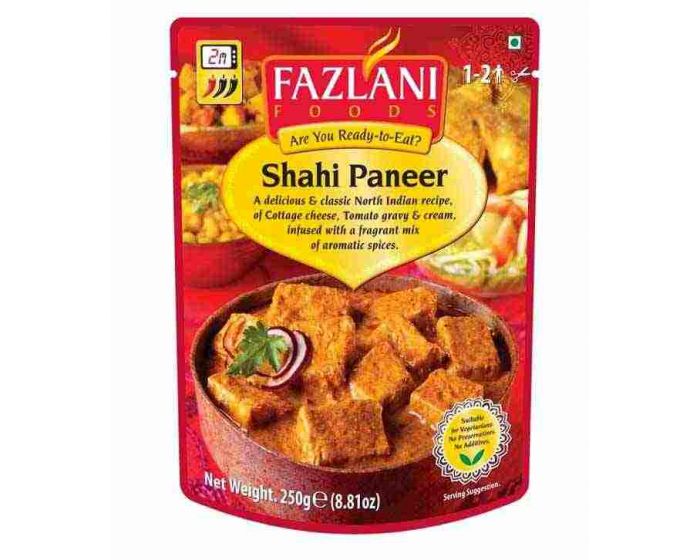 2m
FAZLANI
FOODS
1-2
Are You Ready-to-Eat?
Shahi Paneer
A delicious & classic North Indian recipe,
of Cottage cheese, Tomato gravy & cream,
infused with a fragrant mix
of aromatic spices.
Suitable
for Vegetarians
No Preservatives
No Additives.
Net Weight. 250g℮(8.81oz)
Serving Suggestion.